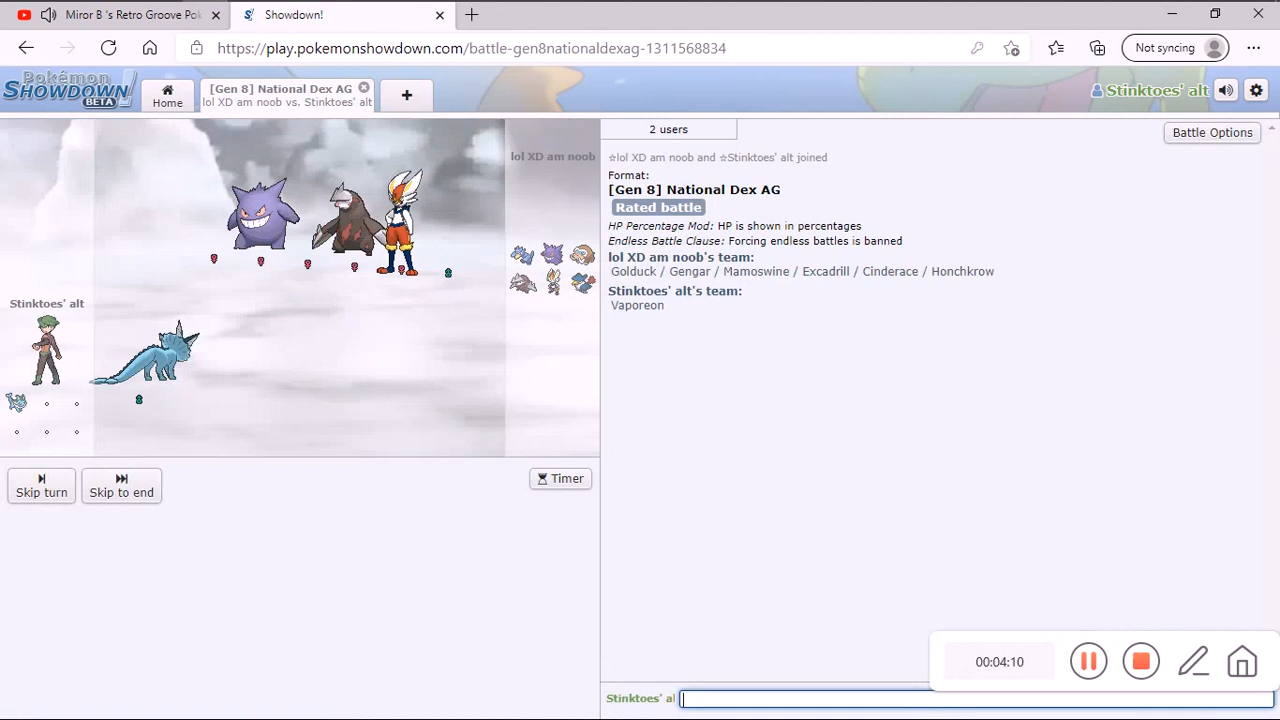 Miror B 's Retro Groove Pok
Showdown!
https://play.pokemonshowdown.com/battle-gen8nationaldexag-1311568834
Not syncing
Pokémon
SHOWDOWN
BETA
Home
[Gen 8] National Dex AG
lol XD am noob vs. Stinktoes' alt
Stinktoes' alt
2 users
Battle Options
lol XD am noob
☆lol XD am noob and ☆Stinktoes' alt joined
Format:
[Gen 8] National Dex AG
Rated battle
HP Percentage Mod: HP is shown in percentages
Endless Battle Clause: Forcing endless battles is banned
lol XD am noob's team:
Golduck / Gengar / Mamoswine / Excadrill / Cinderace / Honchkrow
Stinktoes' alt's team:
Vaporeon
Stinktoes' alt
Skip turn
Skip to end
Timer
00:04:10
Stinktoes' al